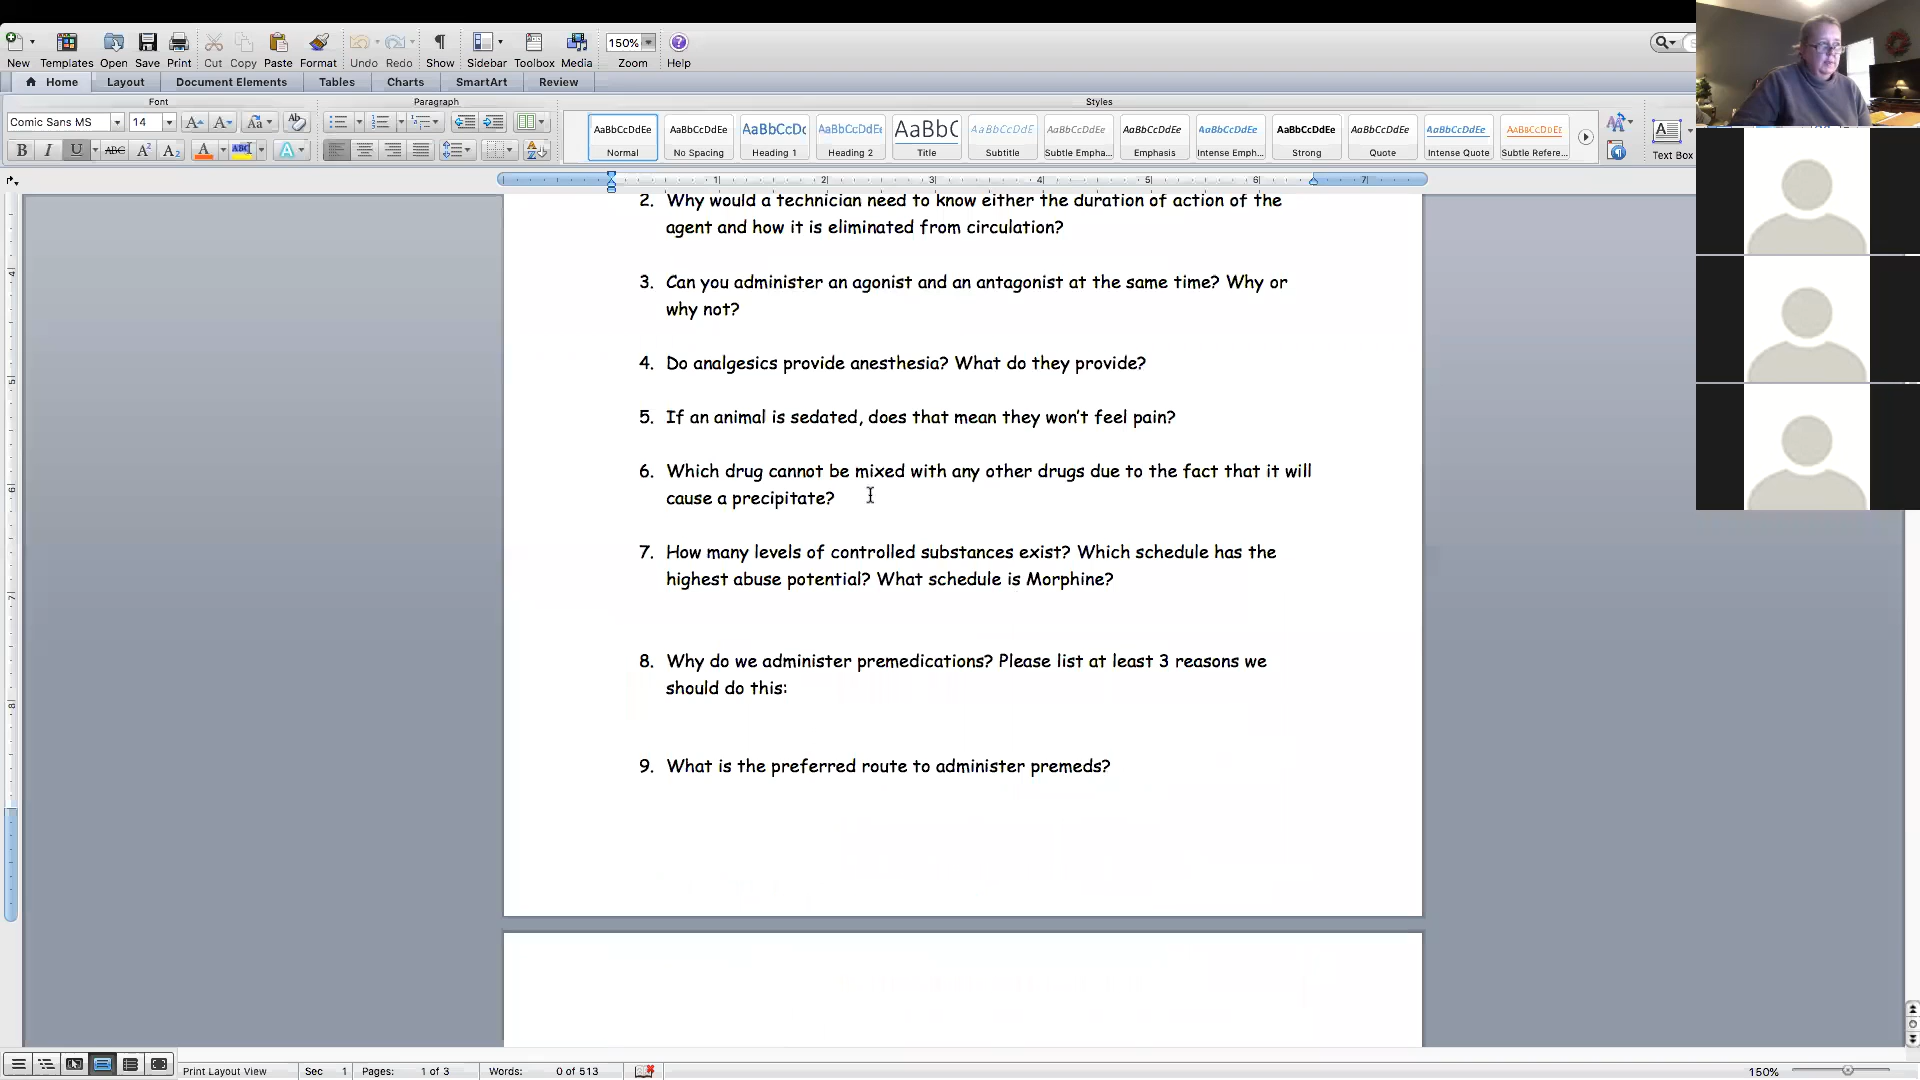 New Templates Open Save Print Cut Copy Paste Format Undo Redo Show Sidebar Toolbox Media Zoom Help
150%
Home Layout Document Elements Tables Charts SmartArt Review
Font Paragraph Styles
Comic Sans MS 14
AaBbCcDdEe AaBbCcDdEe AaBbCcDc AaBbCcDdEe AaBbC AaBbCcDdE AaBbCcDdEe AaBbCcDdEe AaBbCcDdEe AaBbCcDdEe AaBbCcDdEe AaBbCcDdEe AaBbCcDdEe
Normal No Spacing Heading 1 Heading 2 Title Subtitle Subtle Empha... Emphasis Intense Emph... Strong Quote Intense Quote Subtle Refere... Text Box
2. Why would a technician need to know either the duration of action of the
agent and how it is eliminated from circulation?
3. Can you administer an agonist and an antagonist at the same time? Why or
why not?
4. Do analgesics provide anesthesia? What do they provide?
5. If an animal is sedated, does that mean they won't feel pain?
6. Which drug cannot be mixed with any other drugs due to the fact that it will
cause a precipitate?
7. How many levels of controlled substances exist? Which schedule has the
highest abuse potential? What schedule is Morphine?
8. Why do we administer premedications? Please list at least 3 reasons we
should do this:
9. What is the preferred route to administer premeds?
Print Layout View Sec 1 Pages: 1 of 3 Words: 0 of 513 150%